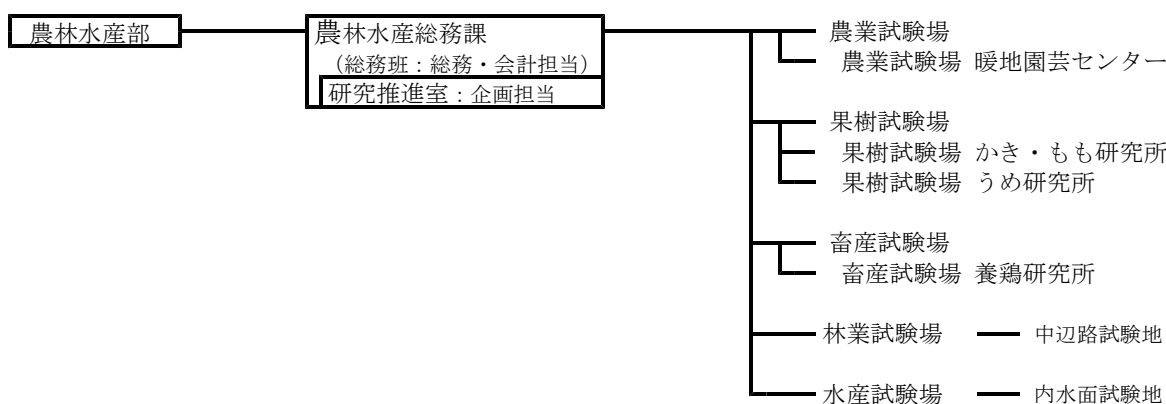 農林水産部
農林水産総務課
(総務班：総務・会計担当)
研究推進室：企画担当
農業試験場
農業試験場 暖地園芸センター
果樹試験場
果樹試験場 かき・もも研究所
果樹試験場 うめ研究所
畜産試験場
畜産試験場 養鶏研究所
林業試験場 中辺路試験地
水産試験場 内水面試験地